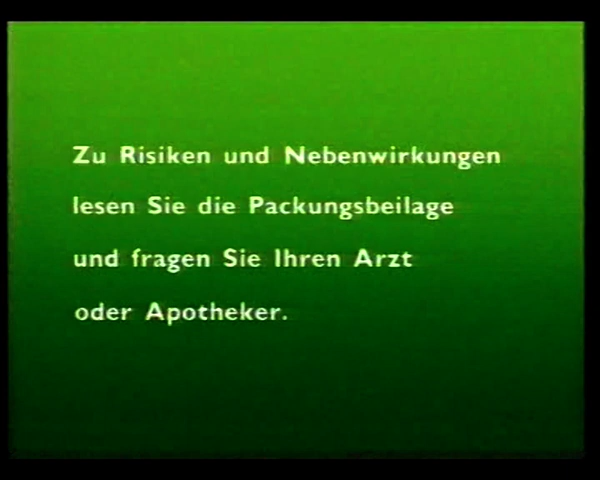 Zu Risiken und Nebenwirkungen
lesen Sie die Packungsbeilage
und fragen Sie Ihren Arzt
oder Apotheker.